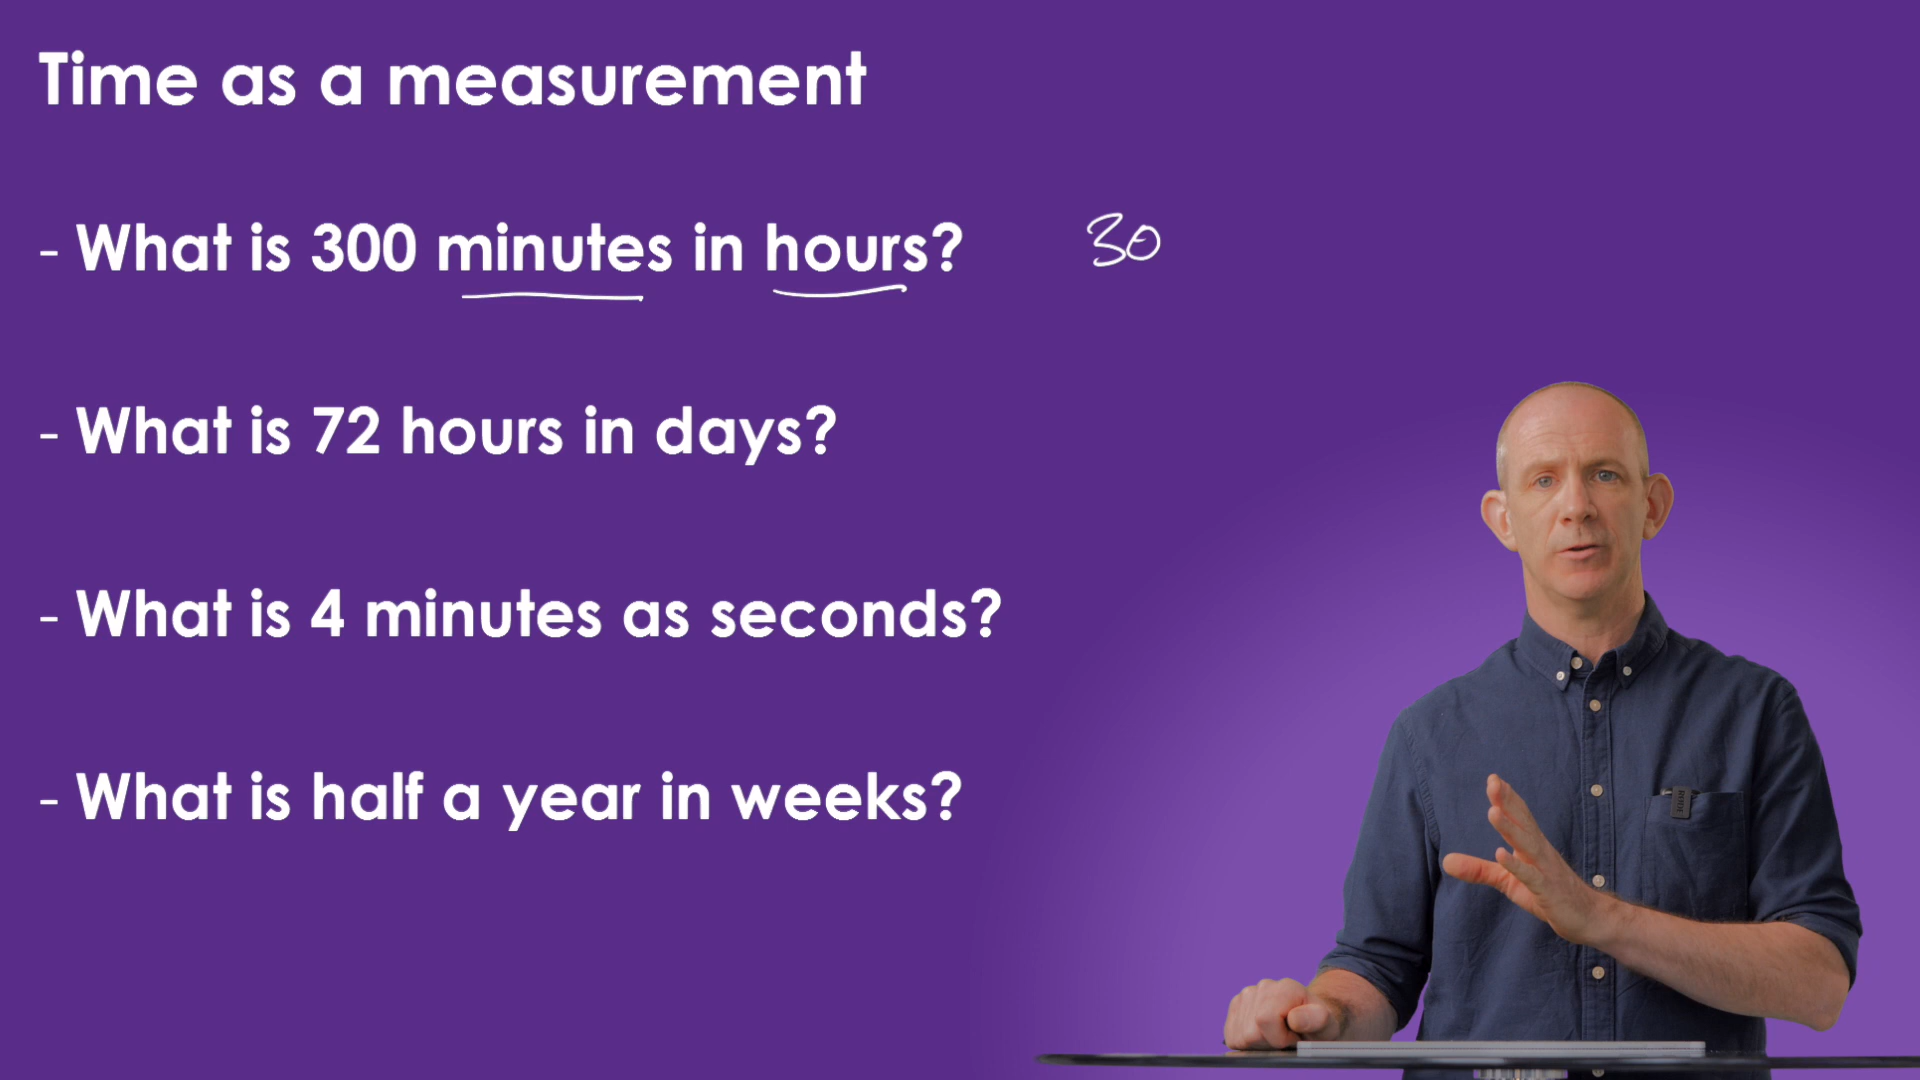 Time as a measurement
- What is 300 minutes in hours? 30
- What is 72 hours in days?
- What is 4 minutes as seconds?
- What is half a year in weeks?